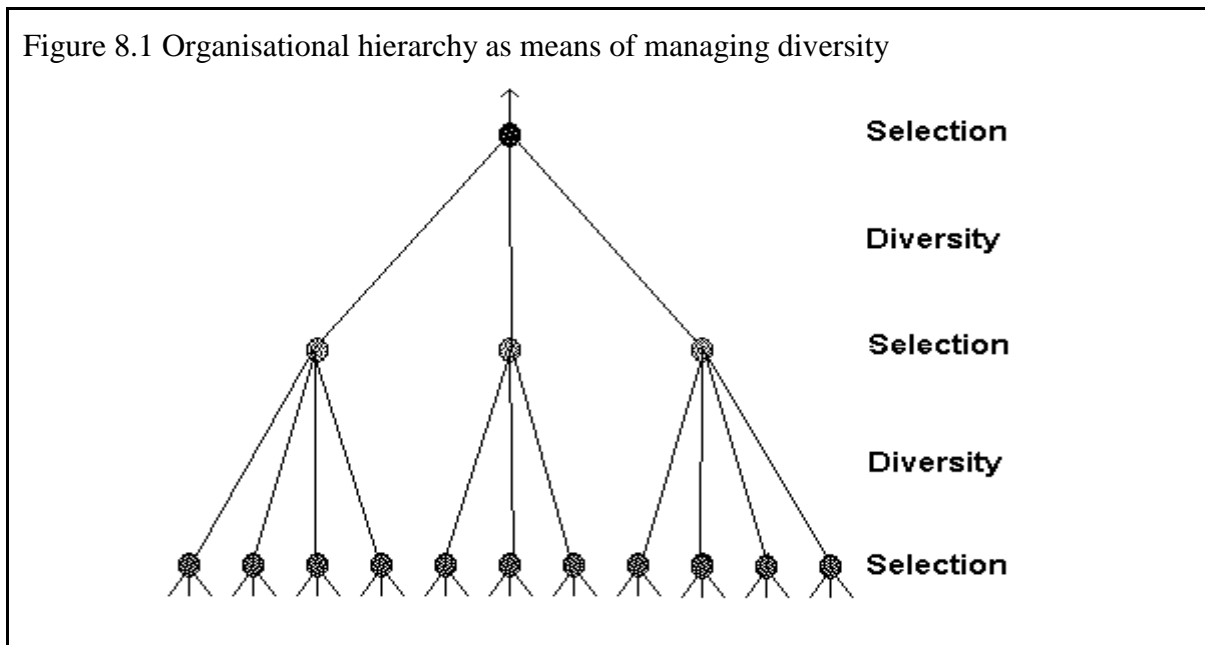 Figure 8.1 Organisational hierarchy as means of managing diversity
Selection
Diversity
Selection
Diversity
Selection